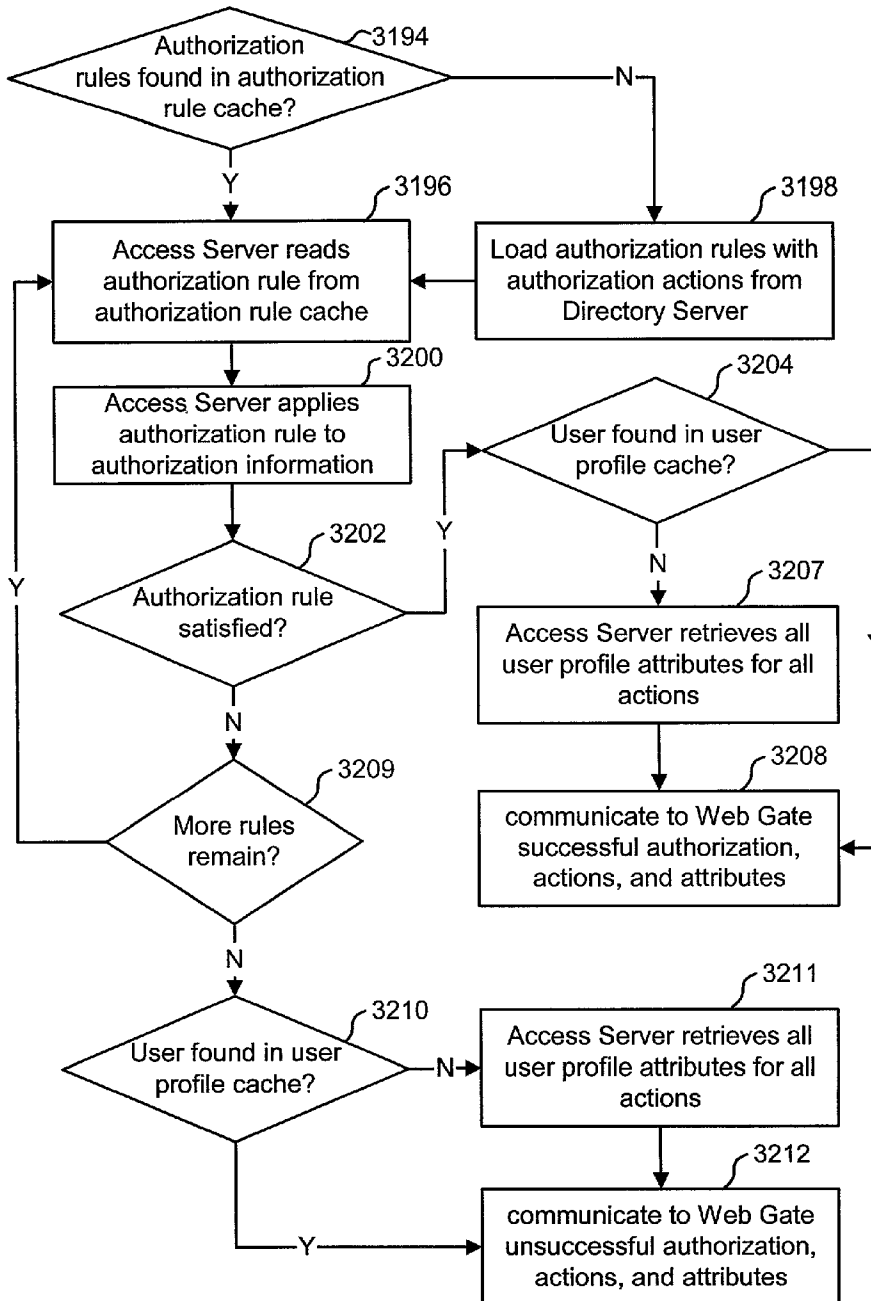 3194
Authorization
rules found in authorization
rule cache?
N
Y
3196
Access Server reads
authorization rule from
authorization rule cache
3198
Load authorization rules with
authorization actions from
Directory Server
3200
Access Server applies
authorization rule to
authorization information
3204
User found in user
profile cache?
Y
N
3202
Authorization rule
satisfied?
Y
N
3207
Access Server retrieves all
user profile attributes for all
actions
3209
More rules
remain?
N
3208
communicate to Web Gate
successful authorization,
actions, and attributes
3210
User found in user
profile cache?
N
Y
3211
Access Server retrieves all
user profile attributes for all
actions
3212
communicate to Web Gate
unsuccessful authorization,
actions, and attributes